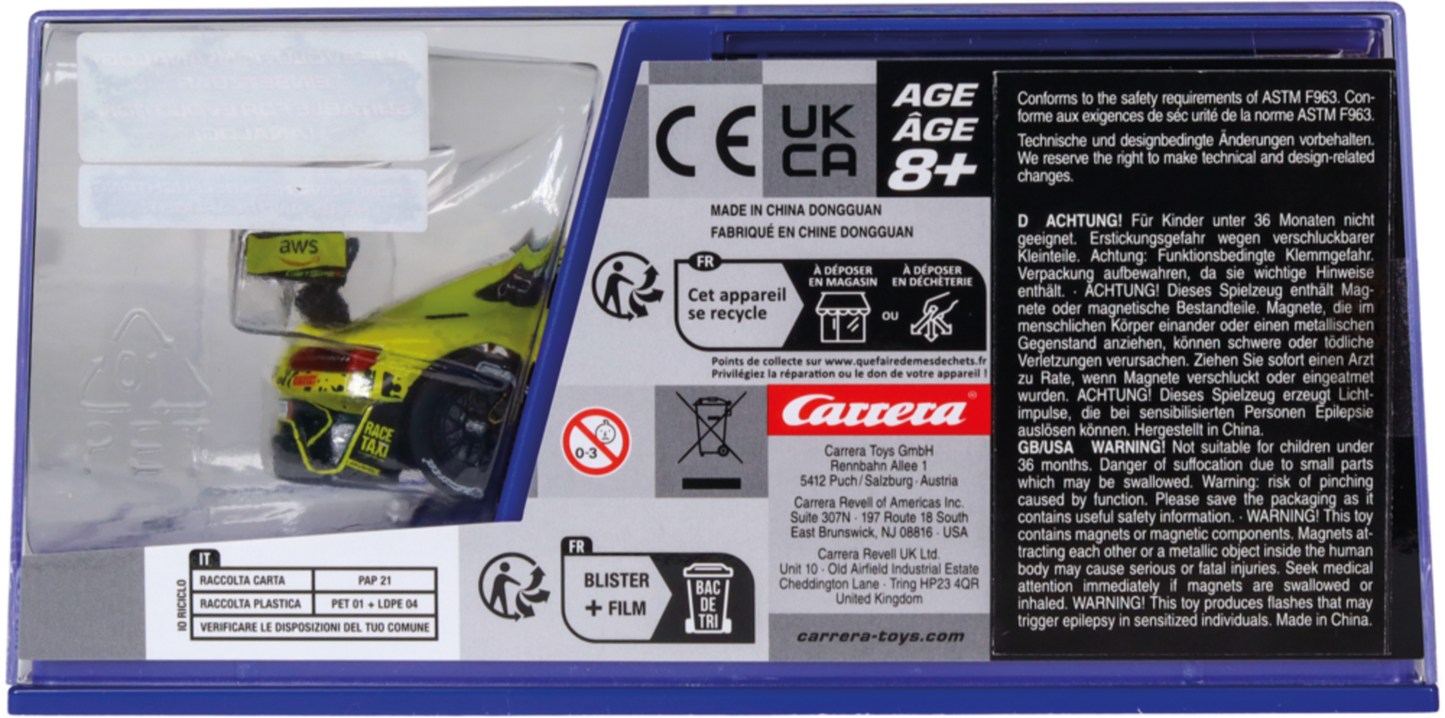 aws
RACE
TAXI
01
PET
CE
UK
CA
AGE
ÂGE
8+
MADE IN CHINA DONGGUAN
FABRIQUÉ EN CHINE DONGGUAN
FR
Cet appareil
se recycle
À DÉPOSER
EN MAGASIN
OU
À DÉPOSER
EN DÉCHÈTERIE
Points de collecte sur www.quefairedemesdechets.fr
Privilégiez la réparation ou le don de votre appareil !
0-3
Carrera®
Carrera Toys GmbH
Rennbahn Allee 1
5412 Puch / Salzburg · Austria
Carrera Revell of Americas Inc.
Suite 307N · 197 Route 18 South
East Brunswick, NJ 08816 · USA
Carrera Revell UK Ltd.
Unit 10 · Old Airfield Industrial Estate
Cheddington Lane · Tring HP23 4QR
United Kingdom
carrera-toys.com
IT
IO RICICLO
RACCOLTA CARTA PAP 21
RACCOLTA PLASTICA PET 01 + LDPE 04
VERIFICARE LE DISPOSIZIONI DEL TUO COMUNE
FR
BLISTER
+ FILM
BAC
DE
TRI
Conforms to the safety requirements of ASTM F963. Con-
forme aux exigences de séc urité de la norme ASTM F963.
Technische und designbedingte Änderungen vorbehalten.
We reserve the right to make technical and design-related
changes.
D ACHTUNG! Für Kinder unter 36 Monaten nicht
geeignet. Erstickungsgefahr wegen verschluckbarer
Kleinteile. Achtung: Funktionsbedingte Klemmgefahr.
Verpackung aufbewahren, da sie wichtige Hinweise
enthält. · ACHTUNG! Dieses Spielzeug enthält Mag-
nete oder magnetische Bestandteile. Magnete, die im
menschlichen Körper einander oder einen metallischen
Gegenstand anziehen, können schwere oder tödliche
Verletzungen verursachen. Ziehen Sie sofort einen Arzt
zu Rate, wenn Magnete verschluckt oder eingeatmet
wurden. ACHTUNG! Dieses Spielzeug erzeugt Licht-
impulse, die bei sensibilisierten Personen Epilepsie
auslösen können. Hergestellt in China.
GB/USA WARNING! Not suitable for children under
36 months. Danger of suffocation due to small parts
which may be swallowed. Warning: risk of pinching
caused by function. Please save the packaging as it
contains useful safety information. · WARNING! This toy
contains magnets or magnetic components. Magnets at-
tracting each other or a metallic object inside the human
body may cause serious or fatal injuries. Seek medical
attention immediately if magnets are swallowed or
inhaled. WARNING! This toy produces flashes that may
trigger epilepsy in sensitized individuals. Made in China.